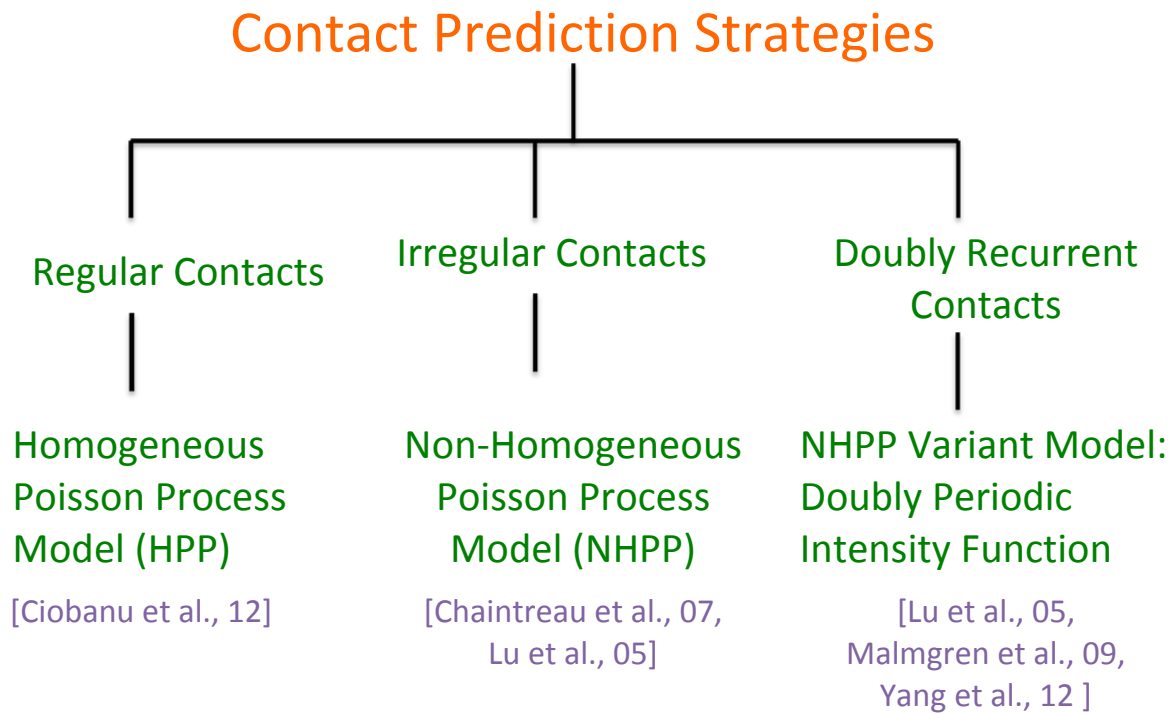 Contact Prediction Strategies
Regular Contacts
Irregular Contacts
Doubly Recurrent
Contacts
Homogeneous
Poisson Process
Model (HPP)
[Ciobanu et al., 12]
Non-Homogeneous
Poisson Process
Model (NHPP)
[Chaintreau et al., 07,
Lu et al., 05]
NHPP Variant Model:
Doubly Periodic
Intensity Function
[Lu et al., 05,
Malmgren et al., 09,
Yang et al., 12 ]